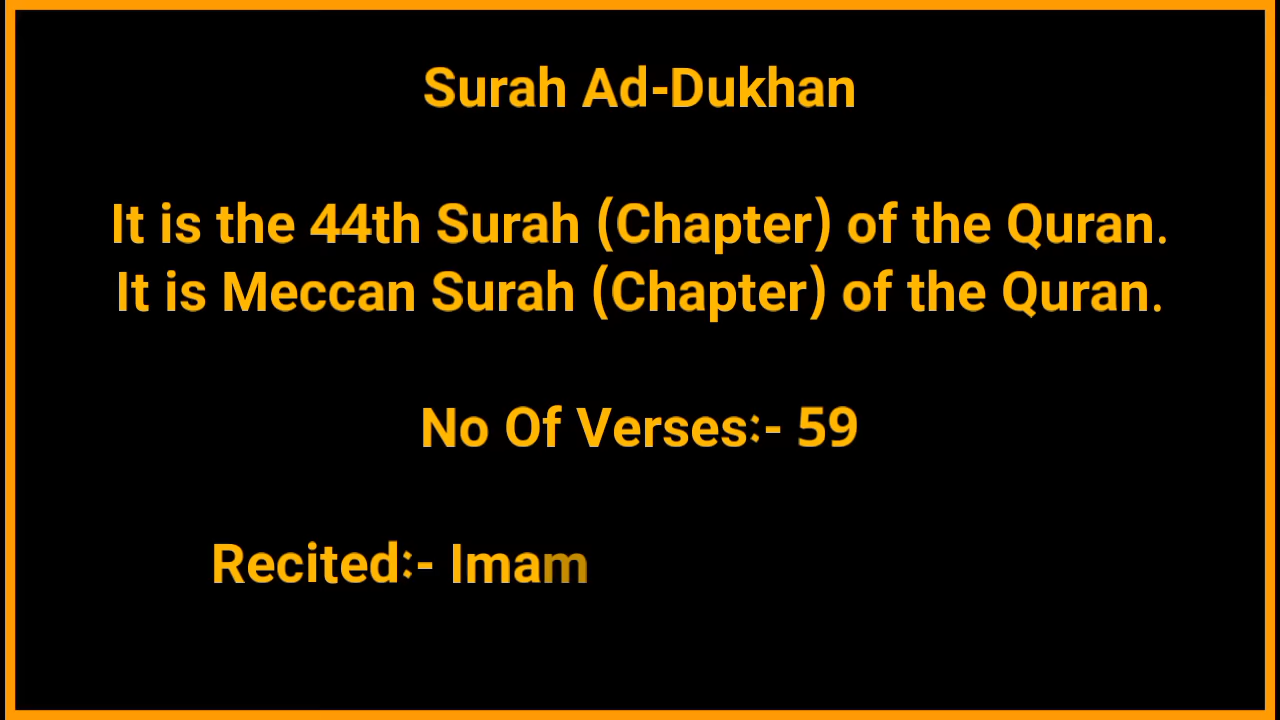 Surah Ad-Dukhan
It is the 44th Surah (Chapter) of the Quran.
It is Meccan Surah (Chapter) of the Quran.
No Of Verses:- 59
Recited:- Imam